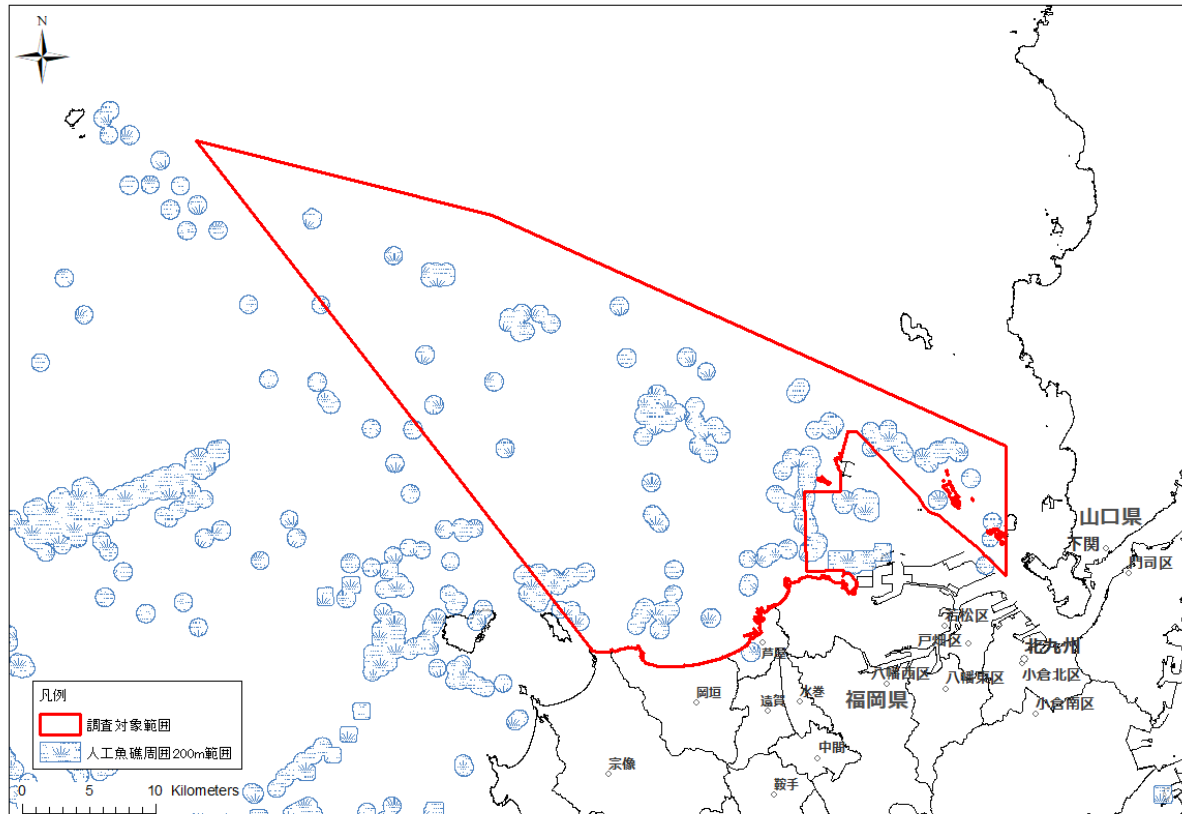 N
山口県
下関
門司区
若松区
戸畑区
北九州
芦屋
小倉北区
八幡西区
八幡東区
岡垣
遠賀
水巻
福岡県
小倉南区
中間
宗像
鞍手
凡例
調査対象範囲
人工魚礁周囲200m範囲
0 5 10 Kilometers